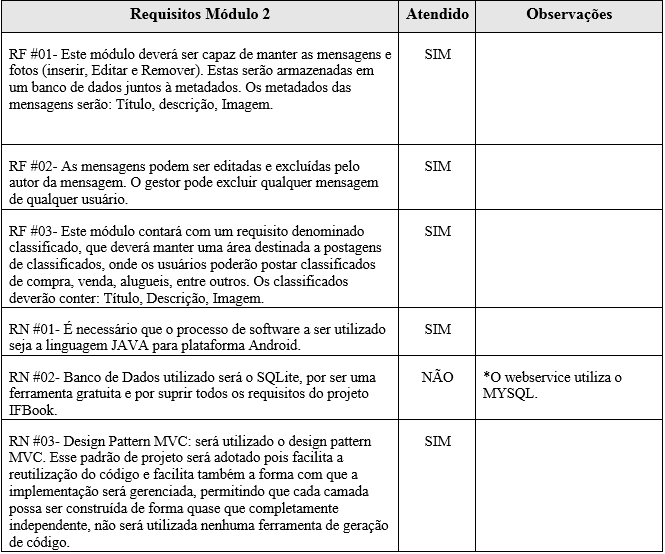 Requisitos Módulo 2 Atendido Observações
RF #01- Este módulo deverá ser capaz de manter as mensagens e SIM
fotos (inserir, Editar e Remover). Estas serão armazenadas em
um banco de dados juntos à metadados. Os metadados das
mensagens serão: Título, descrição, Imagem.
RF #02- As mensagens podem ser editadas e excluídas pelo SIM
autor da mensagem. O gestor pode excluir qualquer mensagem
de qualquer usuário.
RF #03- Este módulo contará com um requisito denominado SIM
classificado, que deverá manter uma área destinada a postagens
de classificados, onde os usuários poderão postar classificados
de compra, venda, alugueis, entre outros. Os classificados
deverão conter: Título, Descrição, Imagem.
RN #01- É necessário que o processo de software a ser utilizado SIM
seja a linguagem JAVA para plataforma Android.
RN #02- Banco de Dados utilizado será o SQLite, por ser uma NÃO *O webservice utiliza o
ferramenta gratuita e por suprir todos os requisitos do projeto MYSQL.
IFBook.
RN #03- Design Pattern MVC: será utilizado o design pattern SIM
MVC. Esse padrão de projeto será adotado pois facilita a
reutilização do código e facilita também a forma com que a
implementação será gerenciada, permitindo que cada camada
possa ser construída de forma quase que completamente
independente, não será utilizada nenhuma ferramenta de geração
de código.